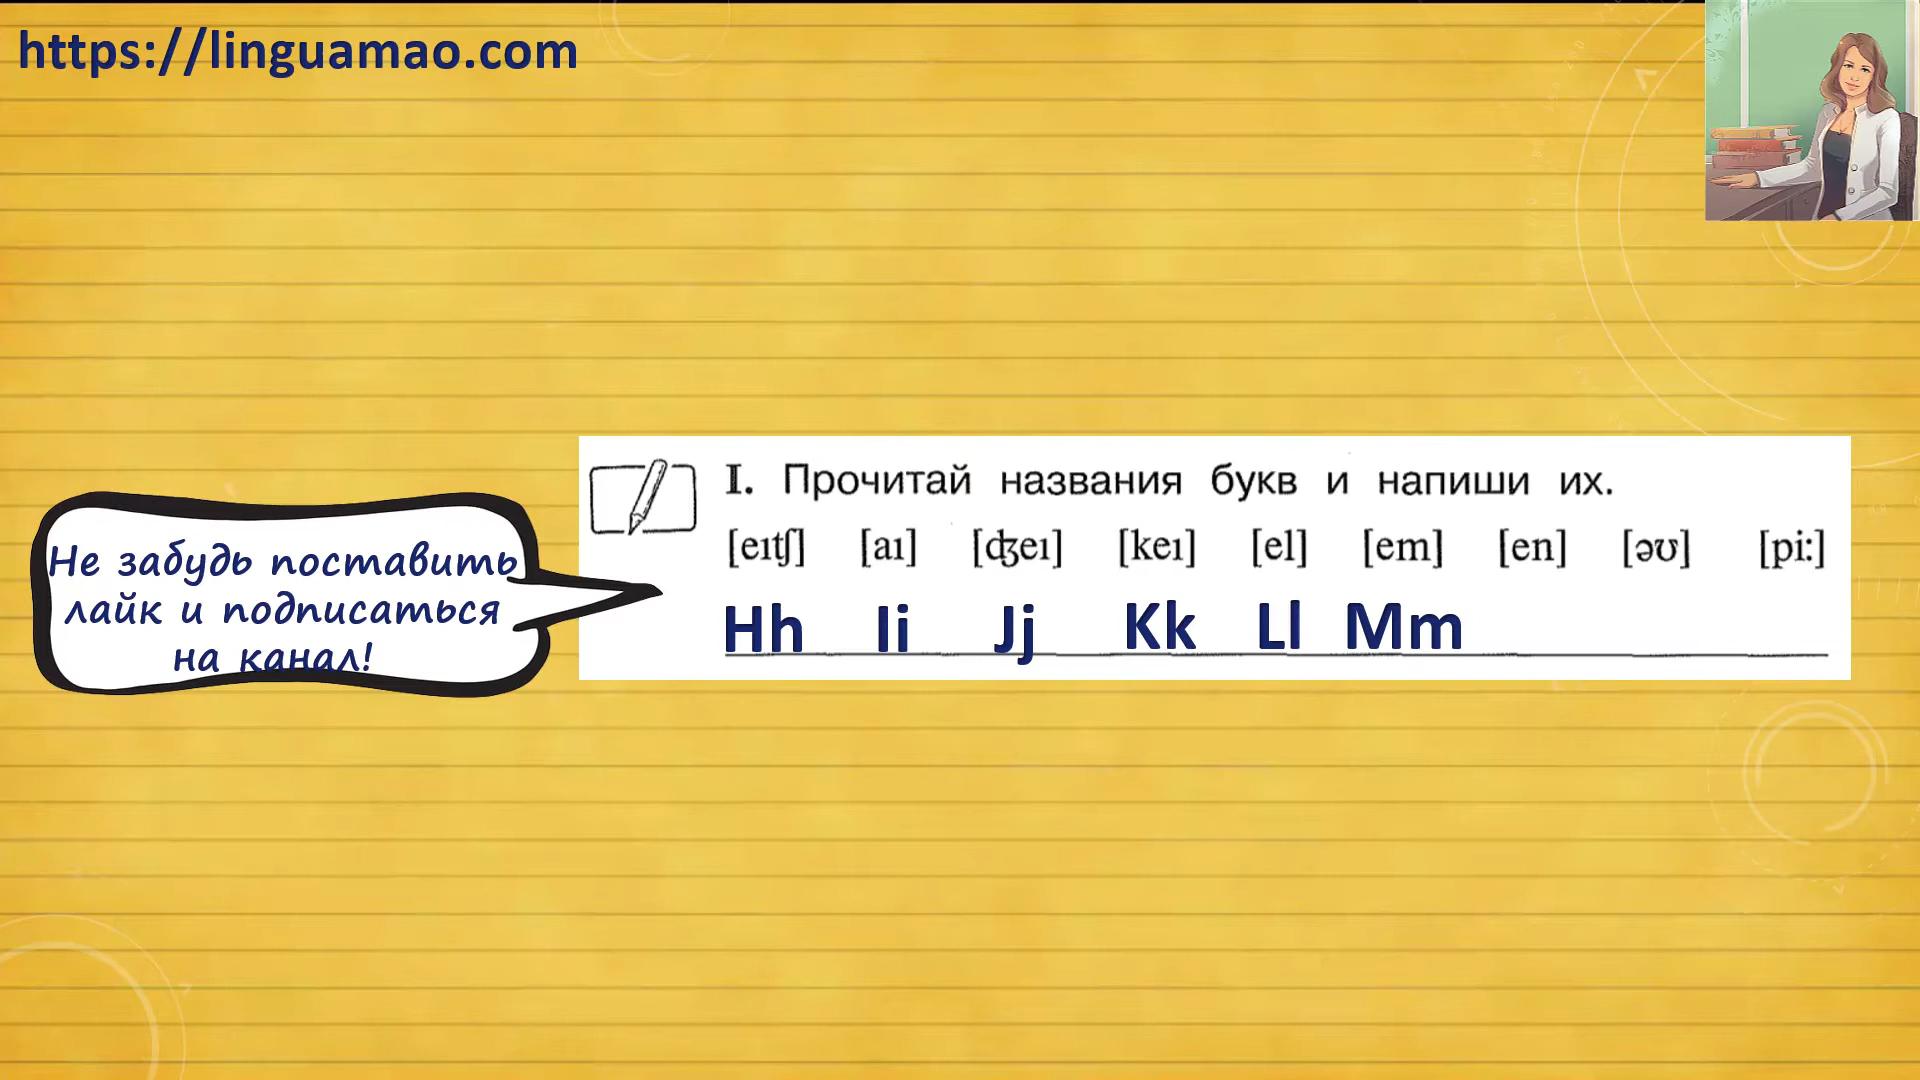 https://linguamao.com
I. Прочитай названия букв и напиши их.
[eɪʧ] [aɪ] [ʤeɪ] [keɪ] [el] [em] [en] [əʊ] [pi:]
Hh Ii Jj Kk Ll Mm
Не забудь поставить
лайк и подписаться
на канал!